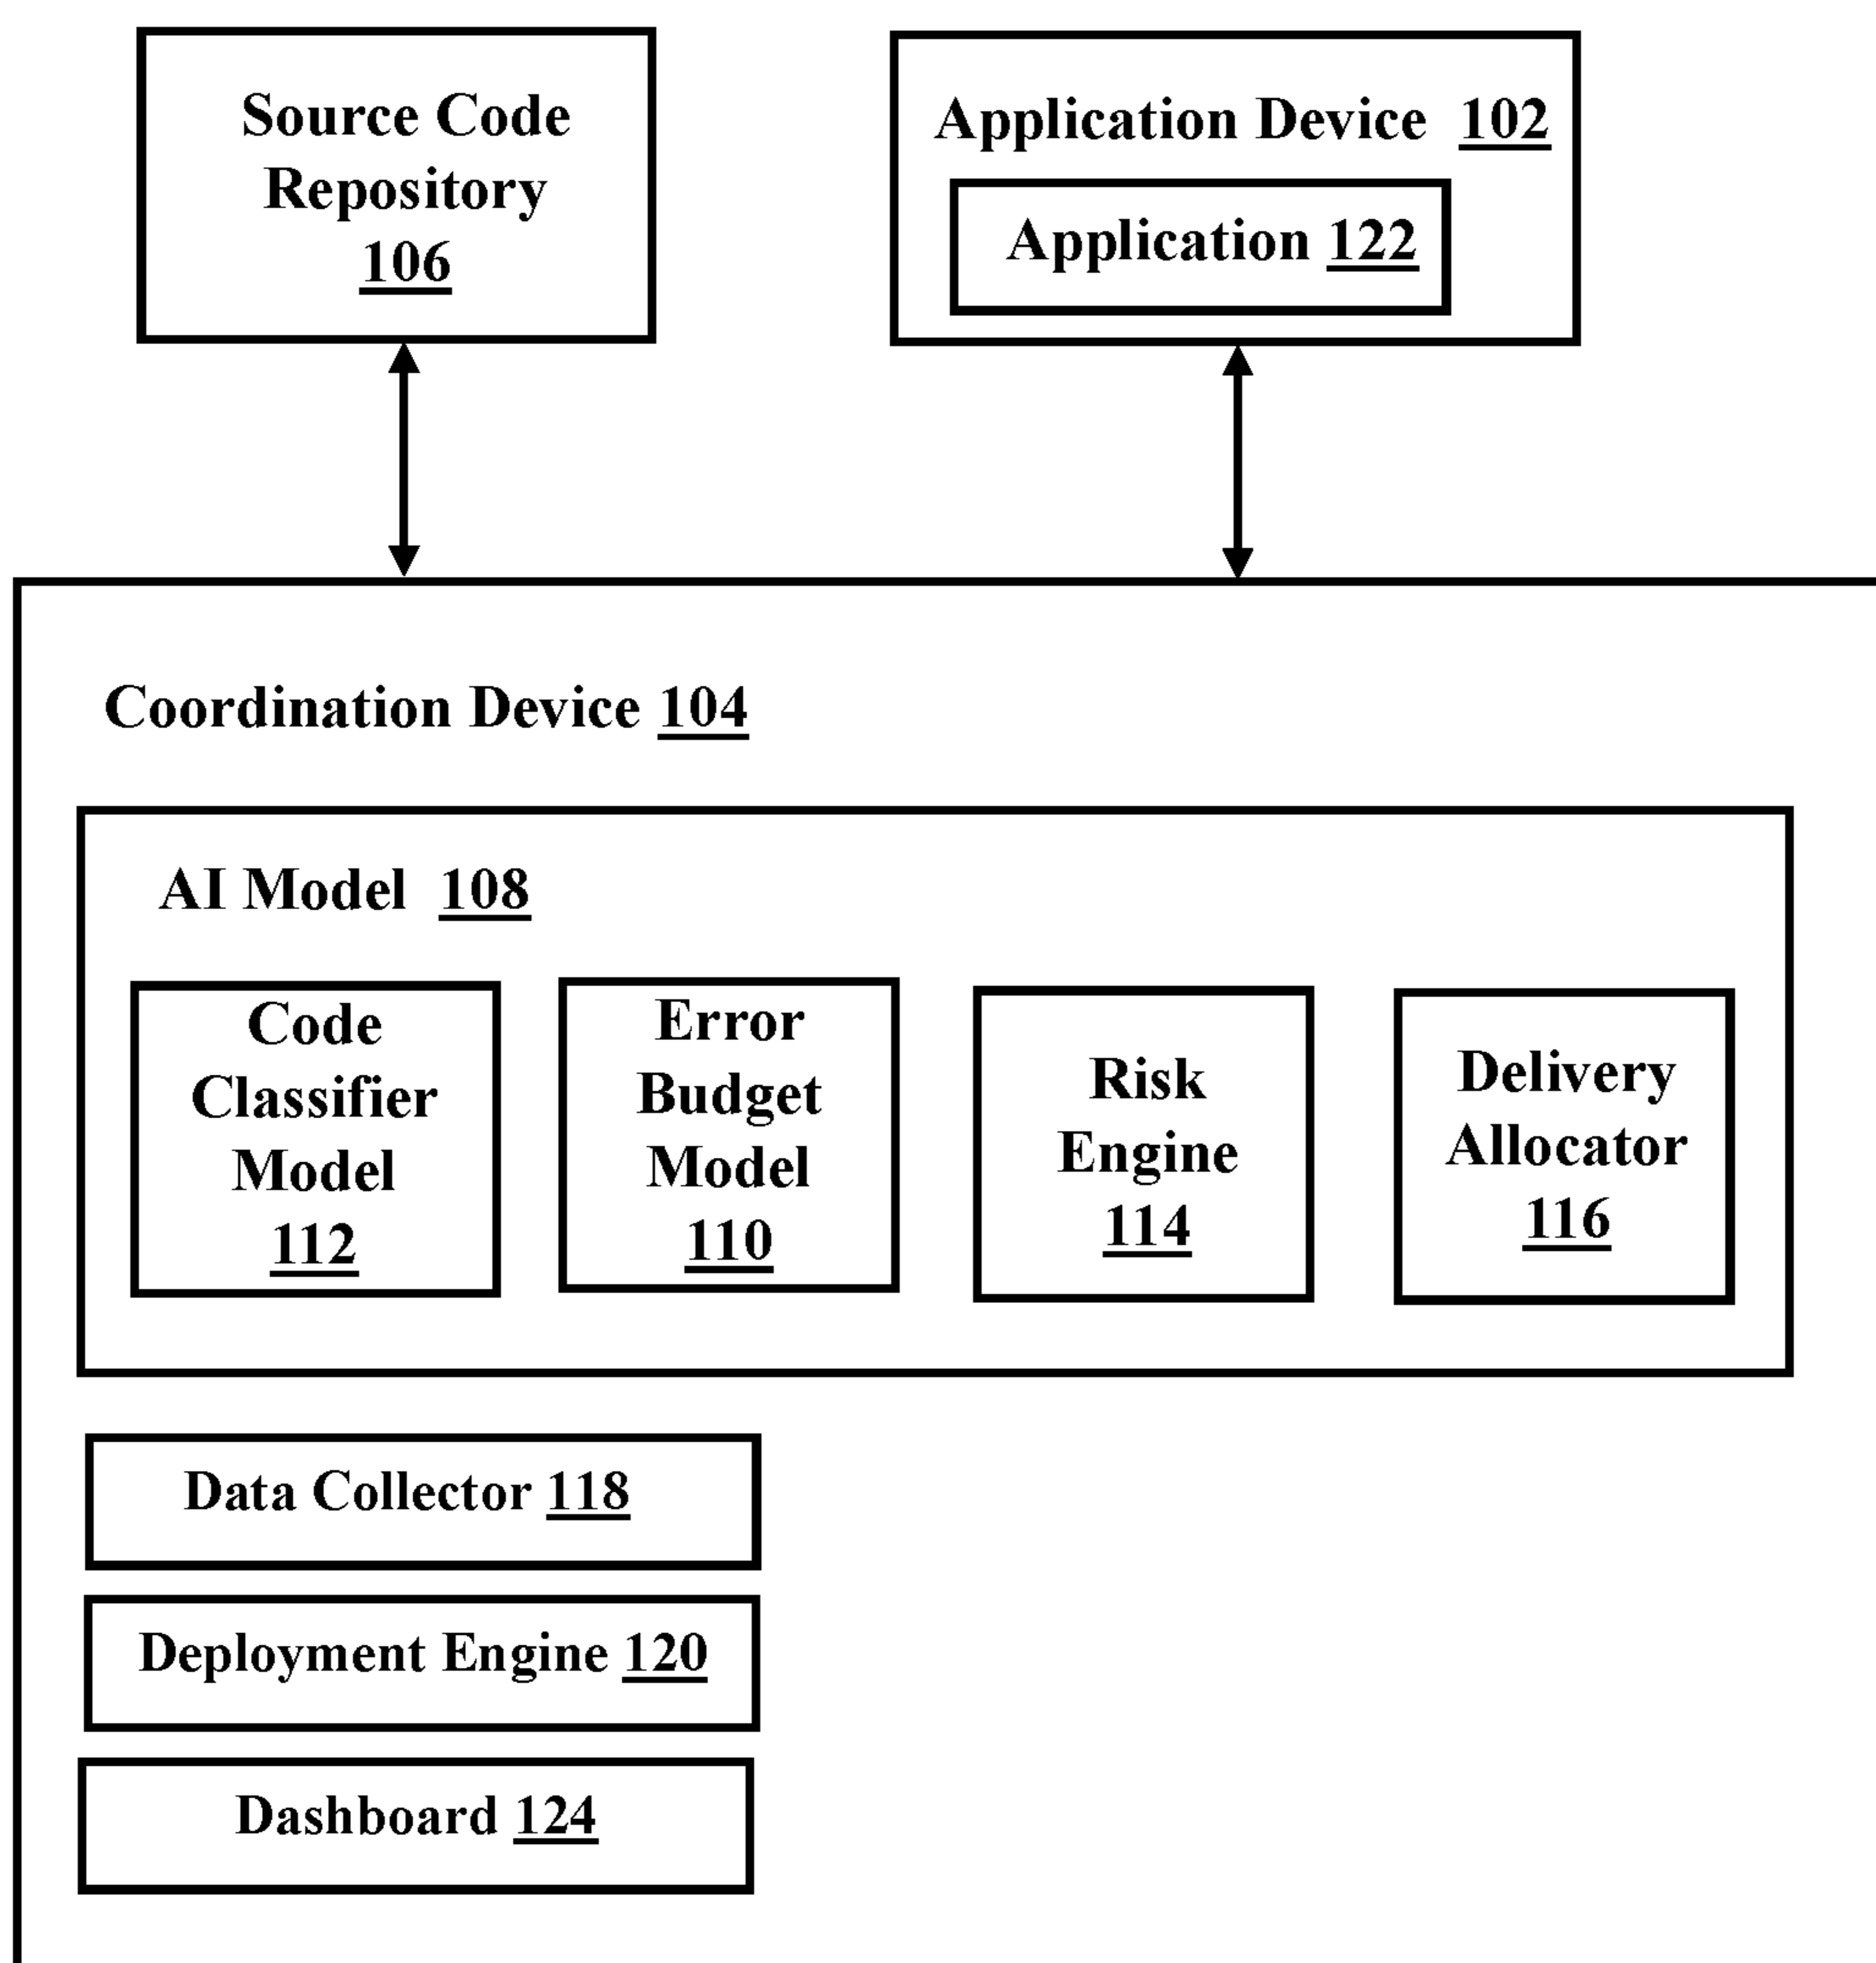 Source Code
Repository
106
Application Device 102
Application 122
Coordination Device 104
AI Model 108
Code
Classifier
Model
112
Error
Budget
Model
110
Risk
Engine
114
Delivery
Allocator
116
Data Collector 118
Deployment Engine 120
Dashboard 124